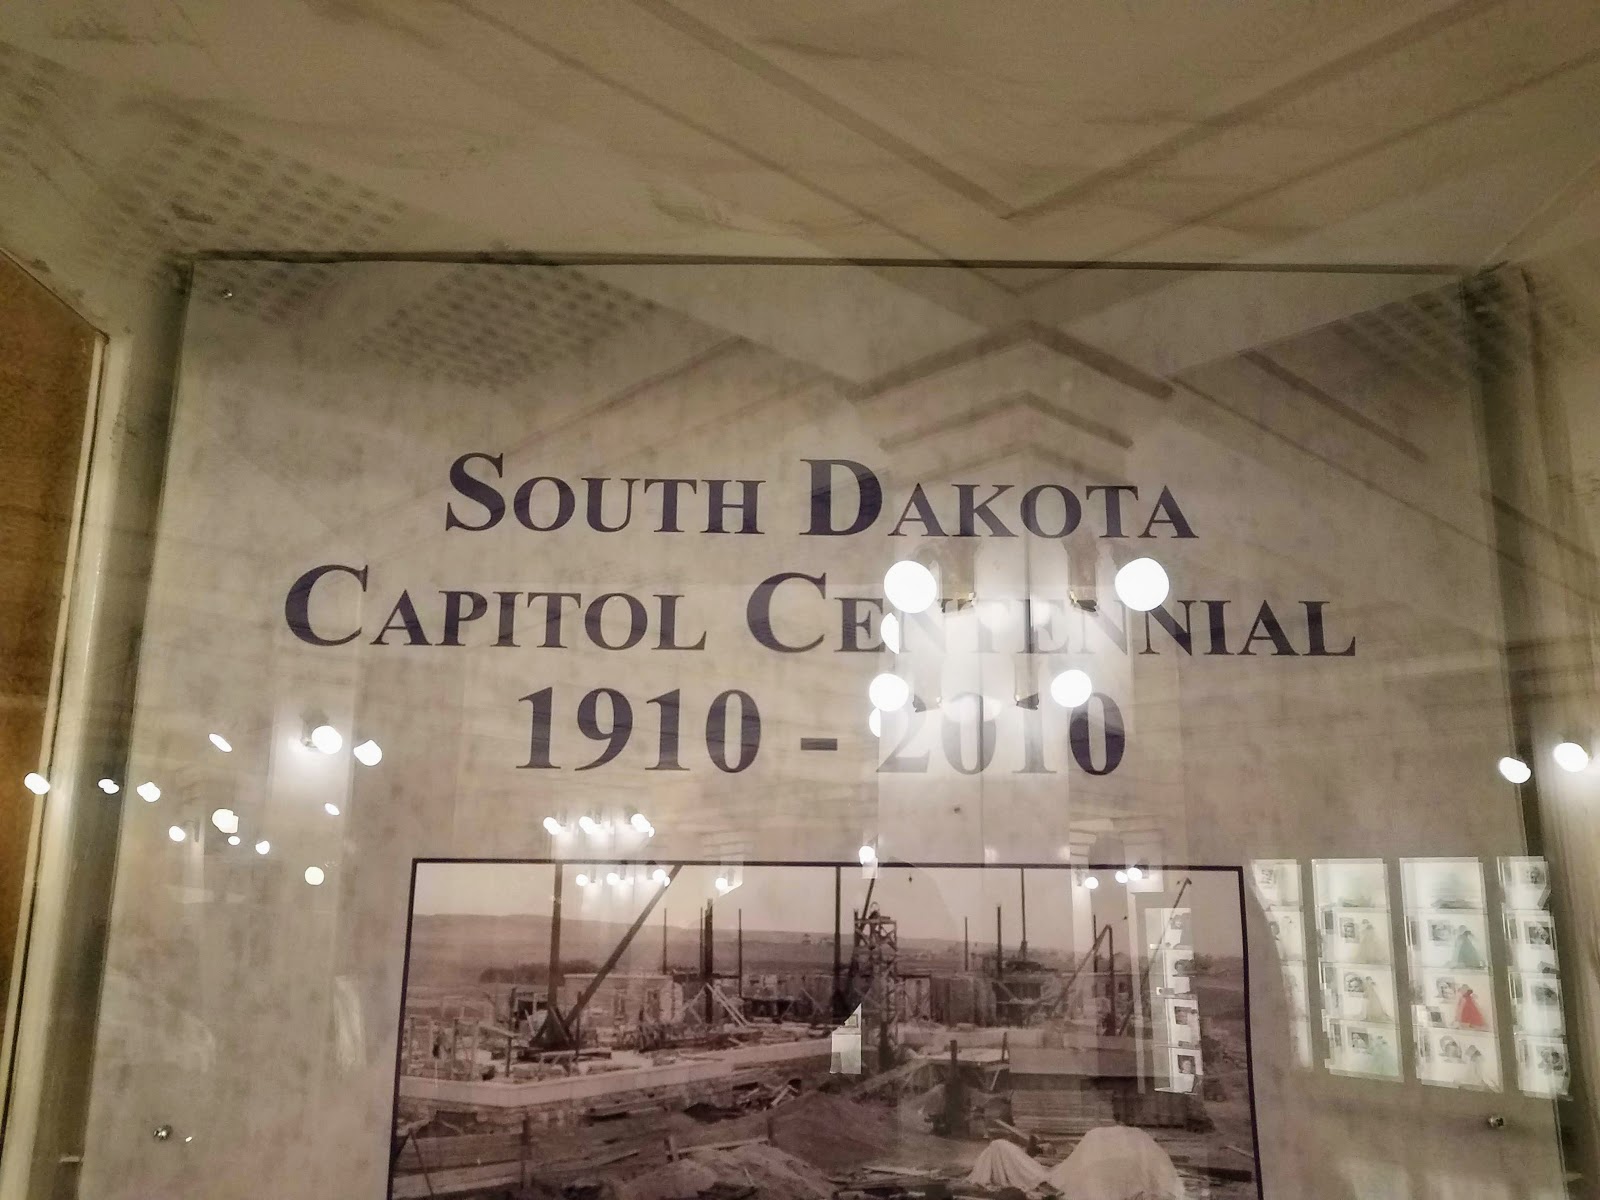 South Dakota
Capitol Centennial
1910 - 2010